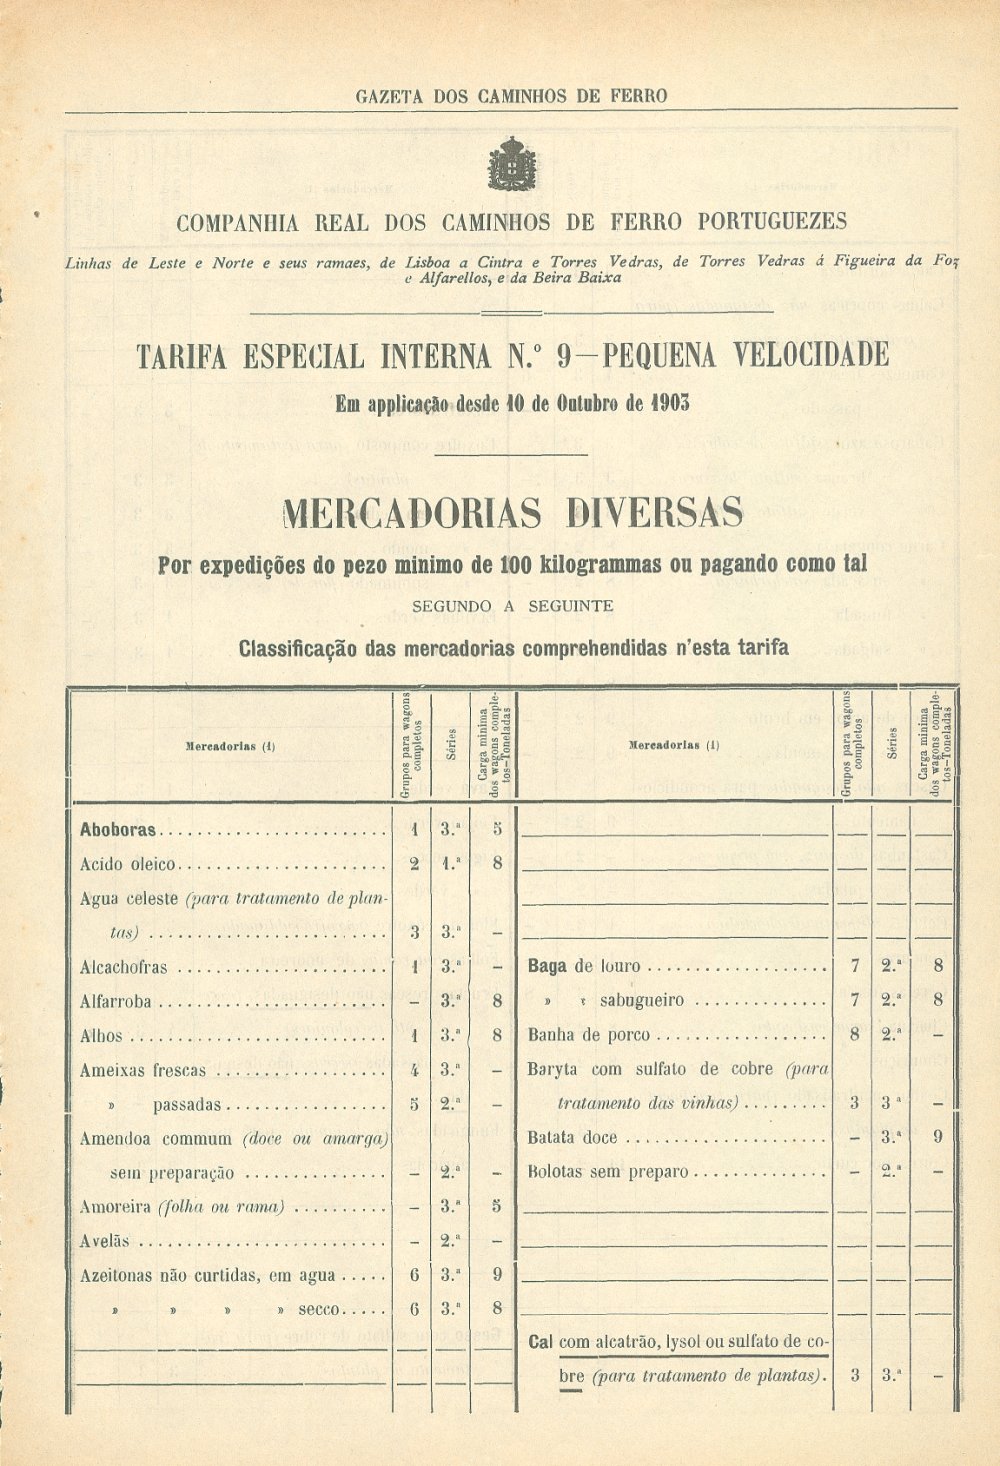 GAZETA DOS CAMINHOS DE FERRO
COMPANHIA REAL DOS CAMINHOS DE FERRO PORTUGUEZES
Linhas de Leste e Norte e seus ramaes, de Lisboa a Cintra e Torres Vedras, de Torres Vedras á Figueira da Foz
e Alfarellos, e da Beira Baixa
TARIFA ESPECIAL INTERNA N.º 9—PEQUENA VELOCIDADE
Em applicação desde 10 de Outubro de 1903
MERCADORIAS DIVERSAS
Por expedições do pezo minimo de 100 kilogrammas ou pagando como tal
SEGUNDO A SEGUINTE
Classificação das mercadorias comprehendidas n'esta tarifa
Mercadorias (1)
Grupos para wagons
completos
Séries
Carga minima
dos wagons comple-
tos—Toneladas
Aboboras........................ 1 3.ª 5
Acido oleico...................... 2 1.ª 8
Agua celeste (para tratamento de plan-
tas) ......................... 3 3.ª –
Alcachofras ...................... 1 3.ª –
Alfarroba ........................ – 3.ª 8
Alhos ........................... 1 3.ª 8
Ameixas frescas .................. 4 3.ª –
» passadas................. 5 2.ª –
Amendoa commum (doce ou amarga)
sem preparação ............... – 2.ª –
Amoreira (folha ou rama) .......... – 3.ª 5
Avelãs .......................... – 2.ª –
Azeitonas não curtidas, em agua ..... 6 3.ª 9
» » » » secco..... 6 3.ª 8
Mercadorias (1)
Grupos para wagons
completos
Séries
Carga minima
dos wagons comple-
tos—Toneladas
Baga de louro ................... 7 2.ª 8
» « sabugueiro .............. 7 2.ª 8
Banha de porco .................. 8 2.ª –
Baryta com sulfato de cobre (para
tratamento das vinhas) ......... 3 3ª –
Batata doce ..................... – 3.ª 9
Bolotas sem preparo .............. – 2.ª –
Cal com alcatrão, lysol ou sulfato de co-
bre (para tratamento de plantas). 3 3.ª –